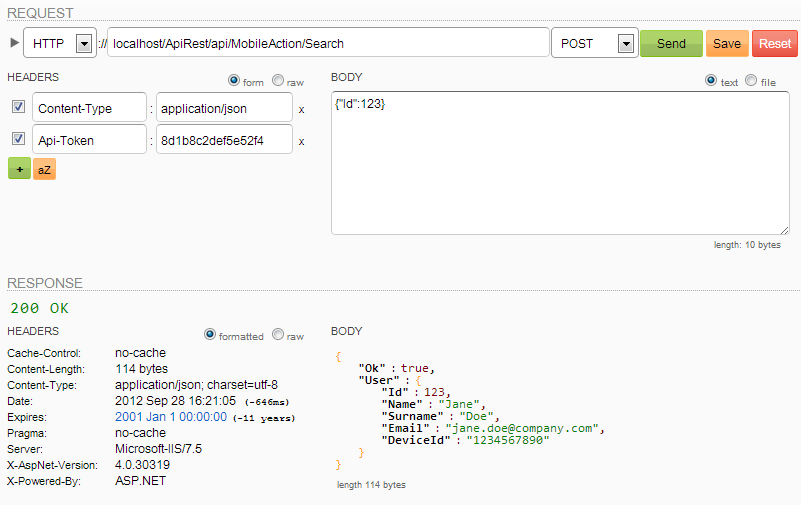 REQUEST
HTTP :// localhost/ApiRest/api/MobileAction/Search POST Send Save Reset
HEADERS form raw
Content-Type : application/json x
Api-Token : 8d1b8c2def5e52f4 x
+ aZ
BODY text file
{"Id":123}
length: 10 bytes
RESPONSE
200 OK
HEADERS formatted raw
Cache-Control: no-cache
Content-Length: 114 bytes
Content-Type: application/json; charset=utf-8
Date: 2012 Sep 28 16:21:05 (-646ms)
Expires: 2001 Jan 1 00:00:00 (-11 years)
Pragma: no-cache
Server: Microsoft-IIS/7.5
X-AspNet-Version: 4.0.30319
X-Powered-By: ASP.NET
BODY
{
"Ok" : true,
"User" : {
"Id" : 123,
"Name" : "Jane",
"Surname" : "Doe",
"Email" : "jane.doe@company.com",
"DeviceId" : "1234567890"
}
}
length 114 bytes